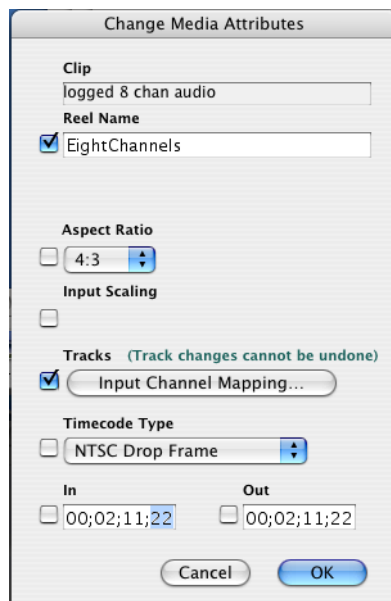 Change Media Attributes
Clip
logged 8 chan audio
Reel Name
EightChannels
Aspect Ratio
4:3
Input Scaling
Tracks (Track changes cannot be undone)
Input Channel Mapping...
Timecode Type
NTSC Drop Frame
In Out
00;02;11;22 00;02;11;22
Cancel OK